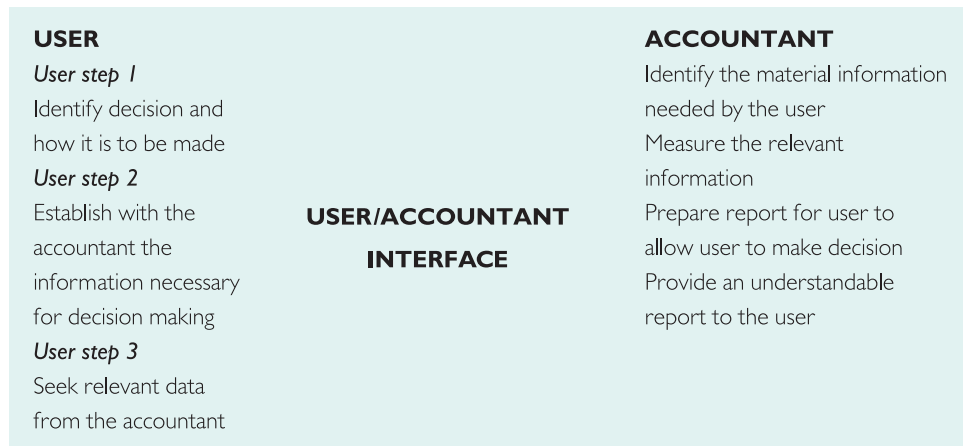 USER
User step 1
Identify decision and
how it is to be made
User step 2
Establish with the
accountant the
information necessary
for decision making
User step 3
Seek relevant data
from the accountant
USER/ACCOUNTANT
INTERFACE
ACCOUNTANT
Identify the material information
needed by the user
Measure the relevant
information
Prepare report for user to
allow user to make decision
Provide an understandable
report to the user